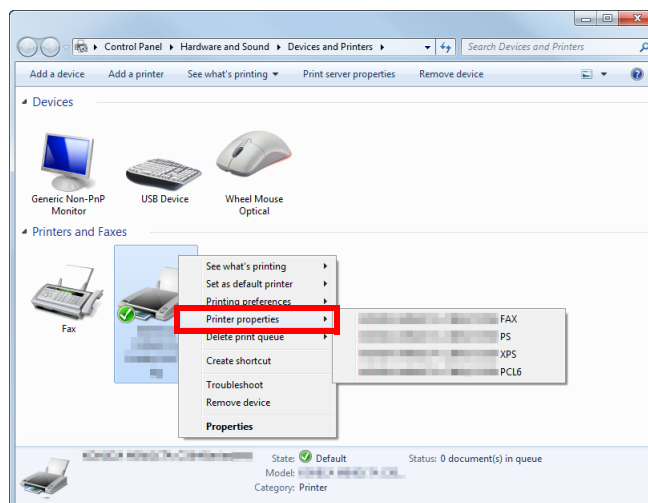 Control Panel ▸ Hardware and Sound ▸ Devices and Printers ▸
Search Devices and Printers
Add a device Add a printer See what's printing ▾ Print server properties Remove device
Devices
Generic Non-PnP
Monitor
USB Device
Wheel Mouse
Optical
Printers and Faxes
Fax
See what's printing
Set as default printer
Printing preferences
Printer properties
Delete print queue
Create shortcut
Troubleshoot
Remove device
Properties
FAX
PS
XPS
PCL6
State: Default
Status: 0 document(s) in queue
Model:
Category: Printer